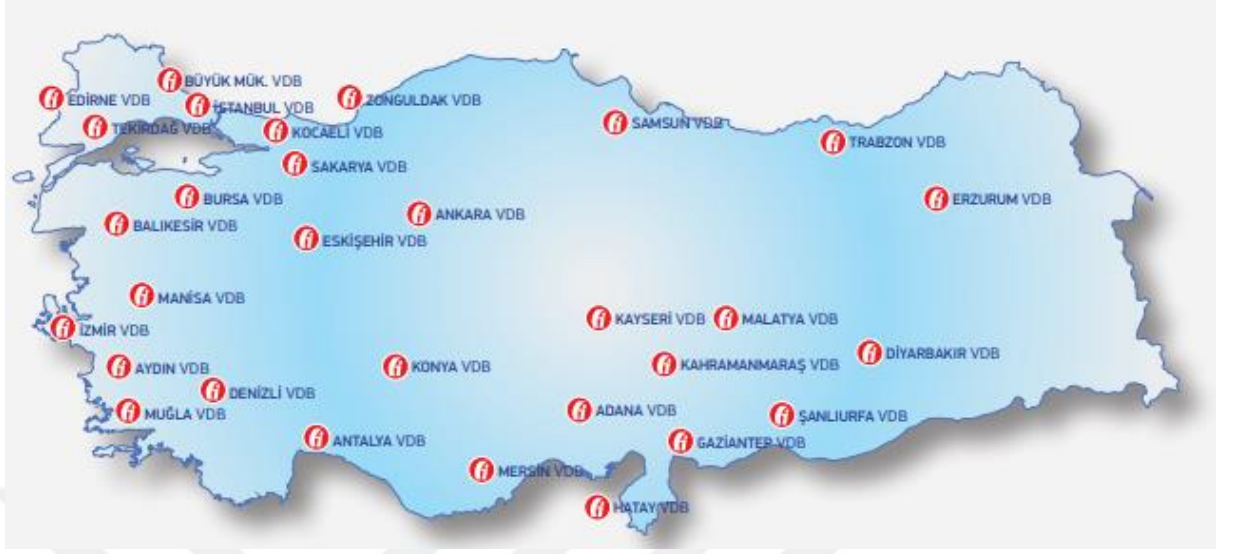 BÜYÜK MÜK. VDB
EDİRNE VDB
İSTANBUL VDB
ZONGULDAK VDB
TEKİRDAĞ VDB
KOCAELİ VDB
SAMSUN VDB
TRABZON VDB
SAKARYA VDB
BURSA VDB
ANKARA VDB
ERZURUM VDB
BALIKESİR VDB
ESKİŞEHİR VDB
MANİSA VDB
KAYSERİ VDB
MALATYA VDB
İZMİR VDB
DİYARBAKIR VDB
AYDIN VDB
KONYA VDB
KAHRAMANMARAŞ VDB
DENİZLİ VDB
MUĞLA VDB
ADANA VDB
ŞANLIURFA VDB
ANTALYA VDB
GAZİANTEP VDB
MERSİN VDB
HATAY VDB